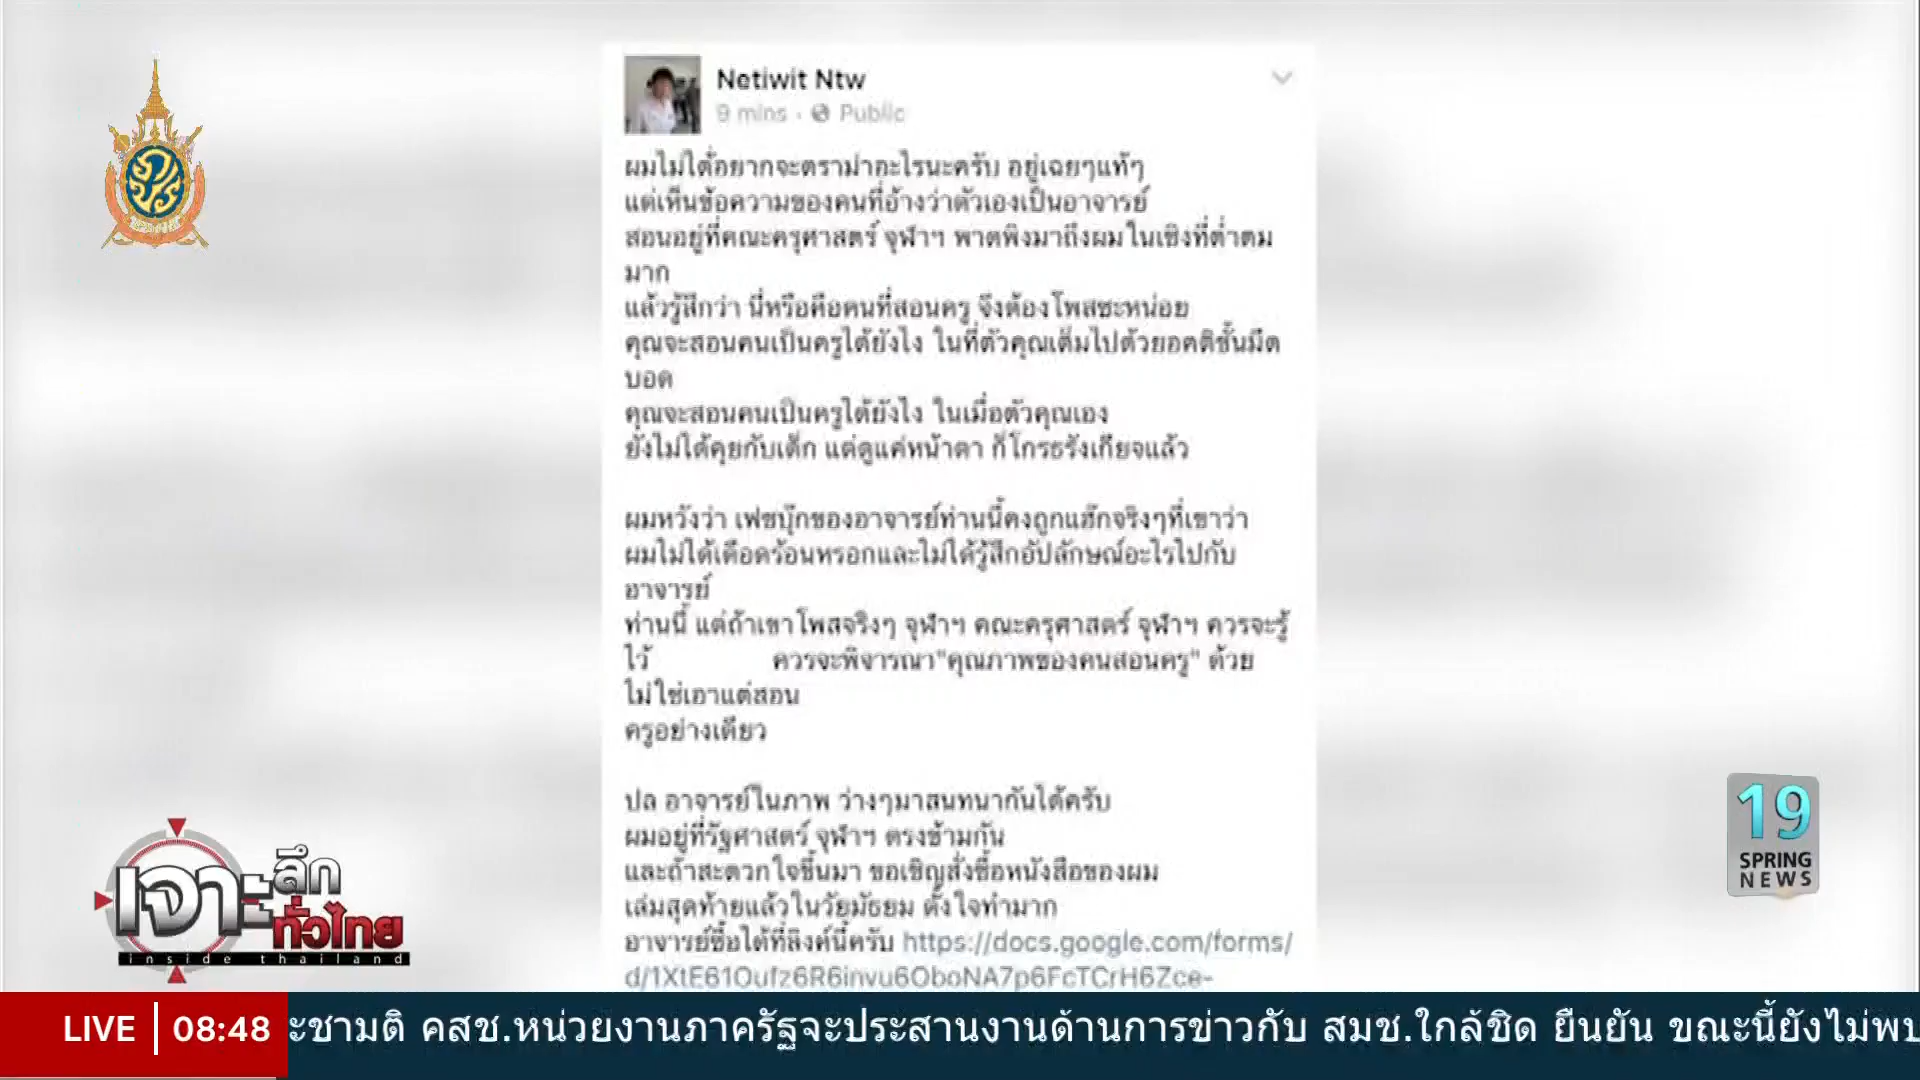 Netiwit Ntw
9 mins · Public
ผมไม่ได้อยากจะดราม่าอะไรนะครับ อยู่เฉยๆแท้ๆ
แต่เห็นข้อความของคนที่อ้างว่าตัวเองเป็นอาจารย์
สอนอยู่ที่คณะครุศาสตร์ จุฬาฯ พาดพิงมาถึงผมในเชิงที่ต่ำตม
มาก
แล้วรู้สึกว่า นี่หรือคือคนที่สอนครู จึงต้องโพสซะหน่อย
คุณจะสอนคนเป็นครูได้ยังไง ในที่ตัวคุณเต็มไปด้วยอคติชั้นมืด
บอด
คุณจะสอนคนเป็นครูได้ยังไง ในเมื่อตัวคุณเอง
ยังไม่ได้คุยกับเด็ก แต่ดูแค่หน้าตา ก็โกรธรังเกียจแล้ว
ผมหวังว่า เฟซบุ๊กของอาจารย์ท่านนี้คงถูกแฮ๊กจริงๆที่เขาว่า
ผมไม่ได้เดือดร้อนหรอกและไม่ได้รู้สึกอัปลักษณ์อะไรไปกับ
อาจารย์
ท่านนี้ แต่ถ้าเขาโพสจริงๆ จุฬาฯ คณะครุศาสตร์ จุฬาฯ ควรจะรู้
ไว้ ควรจะพิจารณา"คุณภาพของคนสอนครู" ด้วย
ไม่ใช่เอาแต่สอน
ครูอย่างเดียว
ปล อาจารย์ในภาพ ว่างๆมาสนทนากันได้ครับ
ผมอยู่ที่รัฐศาสตร์ จุฬาฯ ตรงข้ามกัน
และถ้าสะดวกใจขึ้นมา ขอเชิญสั่งซื้อหนังสือของผม
เล่มสุดท้ายแล้วในวัยมัธยม ตั้งใจทำมาก
อาจารย์ซื้อได้ที่ลิงค์นี้ครับ https://docs.google.com/forms/
d/1XtE61Oufz6R6invu6OboNA7p6FcTCrH6Zce-
19
SPRING
NEWS
เจาะลึก
ทั่วไทย
inside thailand
LIVE 08:48 ะชามติ คสช.หน่วยงานภาครัฐจะประสานงานด้านการข่าวกับ สมช.ใกล้ชิด ยืนยัน ขณะนี้ยังไม่พบ